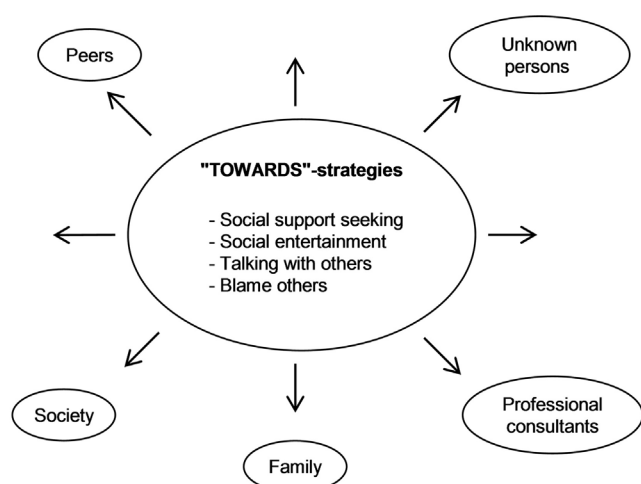 Peers
Unknown
persons
"TOWARDS"-strategies
- Social support seeking
- Social entertainment
- Talking with others
- Blame others
Society
Professional
consultants
Family